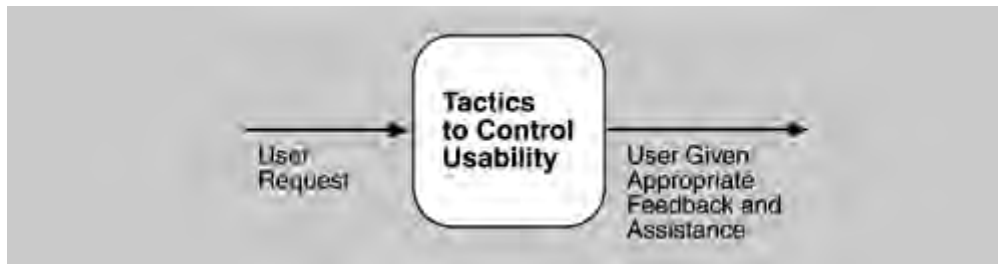 Tactics
to Control
Usability
User
Request
User Given
Appropriate
Feedback and
Assistance